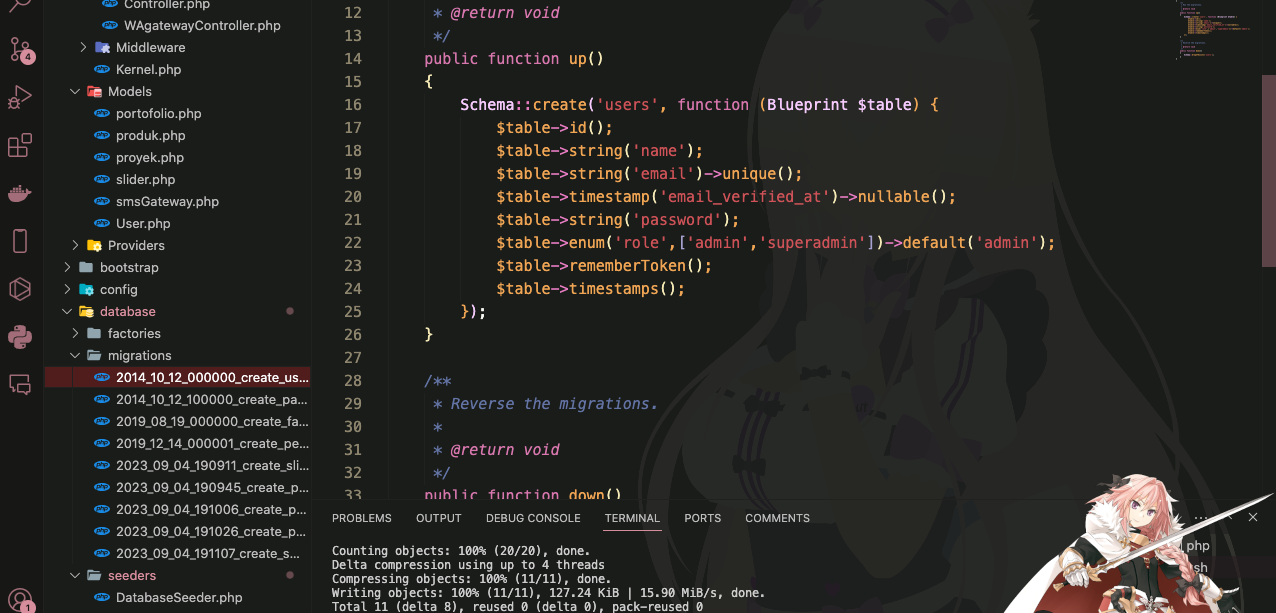 Controller.php
WAgatewayController.php
Middleware
Kernel.php
Models
portofolio.php
produk.php
proyek.php
slider.php
smsGateway.php
User.php
Providers
bootstrap
config
database
factories
migrations
2014_10_12_000000_create_us...
2014_10_12_100000_create_pa...
2019_08_19_000000_create_fa...
2019_12_14_000001_create_pe...
2023_09_04_190911_create_sli...
2023_09_04_190945_create_p...
2023_09_04_191006_create_p...
2023_09_04_191026_create_p...
2023_09_04_191107_create_s...
seeders
DatabaseSeeder.php
4
1
12 * @return void
13 */
14 public function up()
15 {
16 Schema::create('users', function (Blueprint $table) {
17 $table->id();
18 $table->string('name');
19 $table->string('email')->unique();
20 $table->timestamp('email_verified_at')->nullable();
21 $table->string('password');
22 $table->enum('role',['admin','superadmin'])->default('admin');
23 $table->rememberToken();
24 $table->timestamps();
25 });
26 }
27
28 /**
29 * Reverse the migrations.
30 *
31 * @return void
32 */
33 public function down()
PROBLEMS OUTPUT DEBUG CONSOLE TERMINAL PORTS COMMENTS
Counting objects: 100% (20/20), done.
Delta compression using up to 4 threads
Compressing objects: 100% (11/11), done.
Writing objects: 100% (11/11), 127.24 KiB | 15.90 MiB/s, done.
Total 11 (delta 8), reused 0 (delta 0), pack-reused 0
php